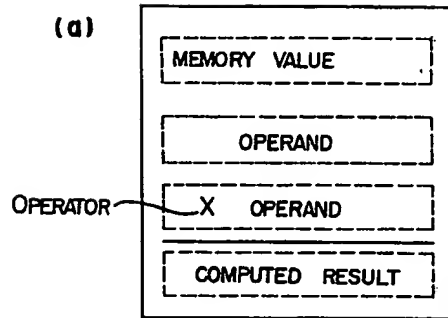 (a)
MEMORY VALUE
OPERAND
OPERATOR X OPERAND
COMPUTED RESULT